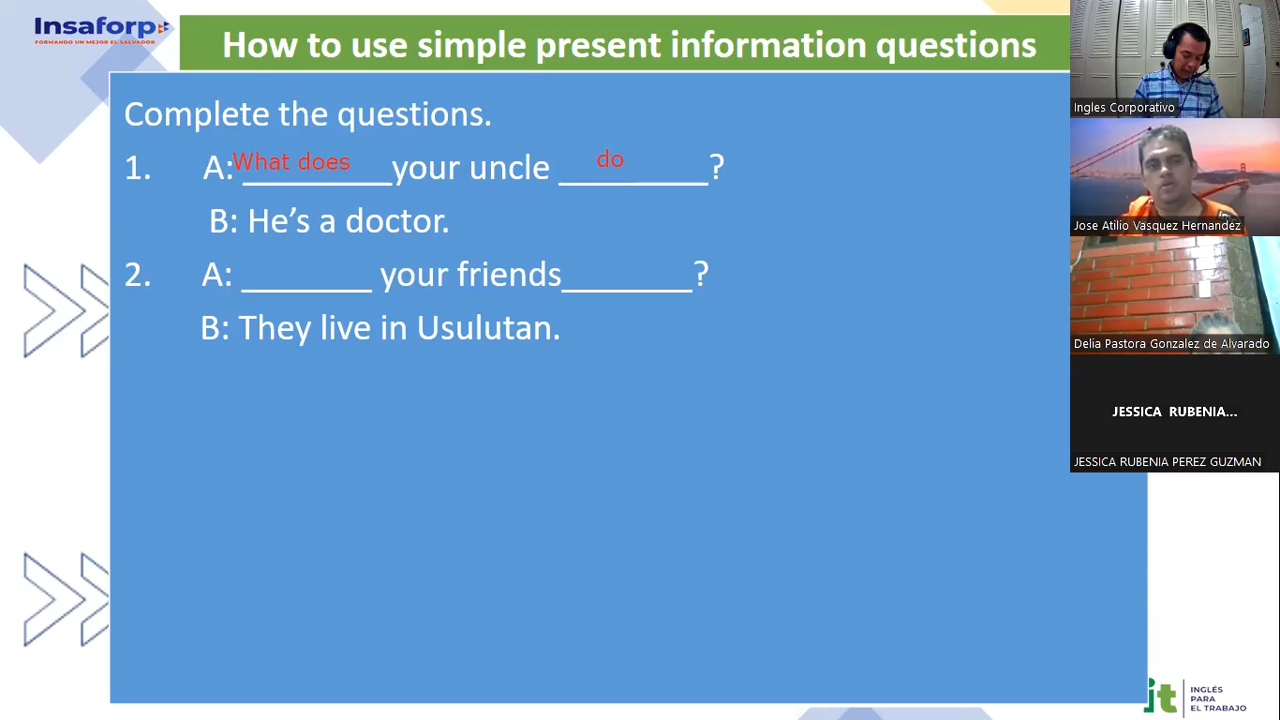 Insaforp
FORMANDO UN MEJOR EL SALVADOR
How to use simple present information questions
Complete the questions.
1. A: What does your uncle do ?
B: He’s a doctor.
2. A: ________ your friends________?
B: They live in Usulutan.
Ingles Corporativo
Jose Atilio Vasquez Hernandez
Delia Pastora Gonzalez de Alvarado
JESSICA RUBENIA...
JESSICA RUBENIA PEREZ GUZMAN
it
INGLÉS
PARA
EL TRABAJO